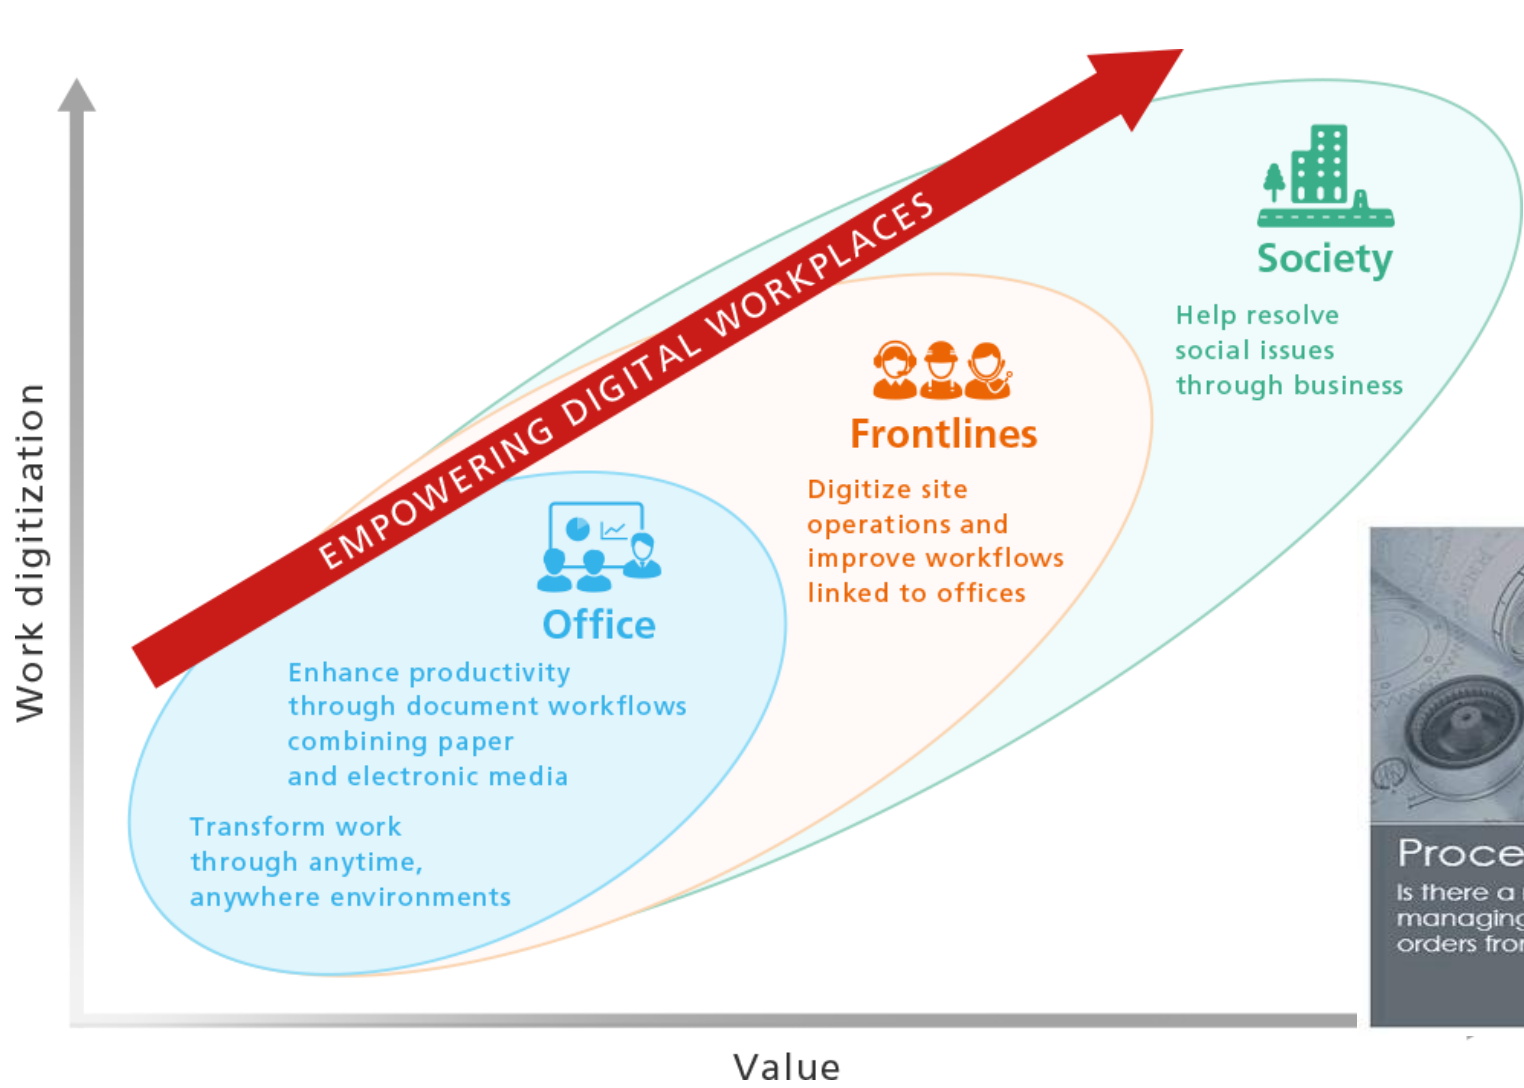 EMPOWERING DIGITAL WORKPLACES
Work digitization
Society
Help resolve
social issues
through business
Frontlines
Digitize site
operations and
improve workflows
linked to offices
Office
Enhance productivity
through document workflows
combining paper
and electronic media
Transform work
through anytime,
anywhere environments
Value
Is there a
managing
orders